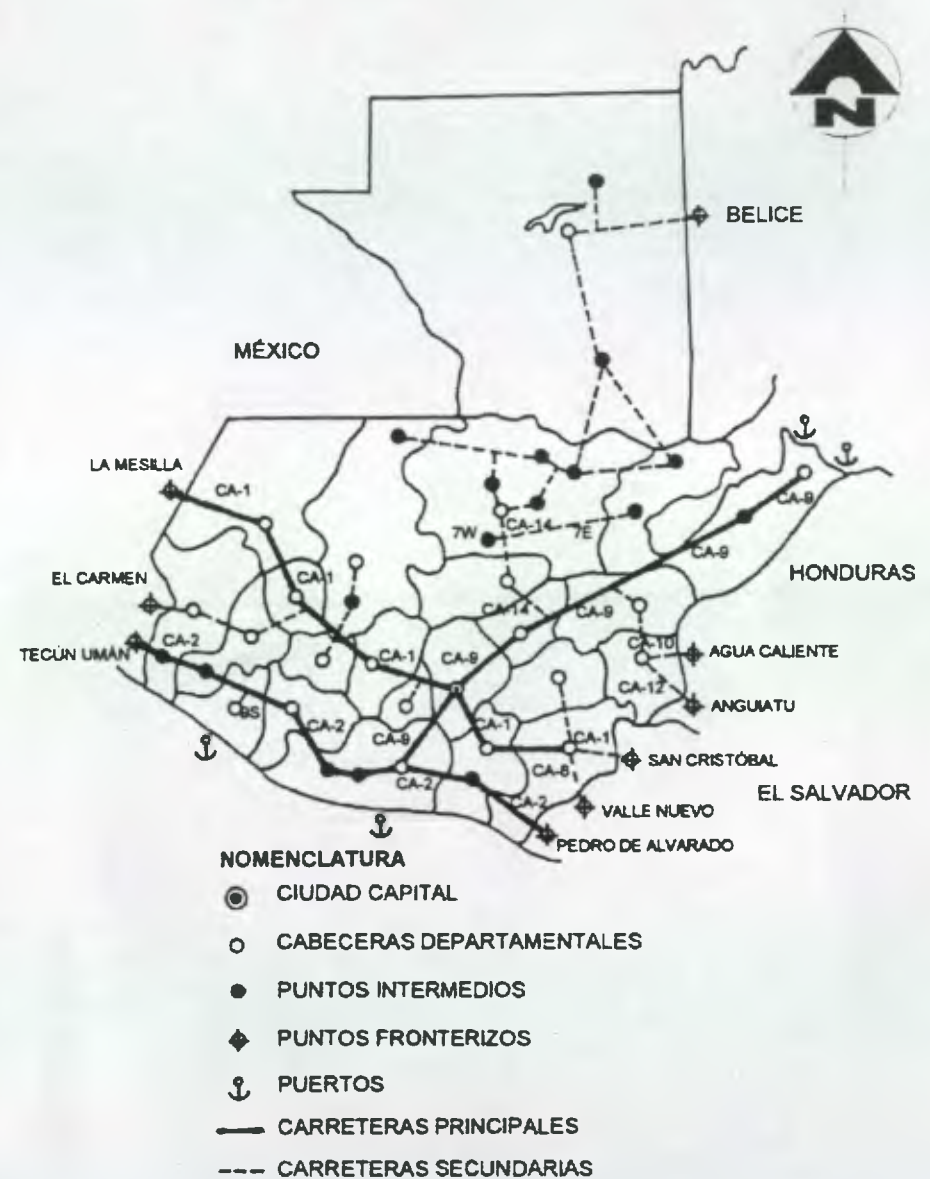 N
BELICE
MÉXICO
LA MESILLA
CA-1
CA-9
CA-14
7W
7E
CA-9
EL CARMEN
CA-1
HONDURAS
CA-14
CA-9
TECÚN UMÁN
CA-2
CA-1
CA-9
CA-10
AGUA CALIENTE
CA-12
ANGUIATU
CA-2
CA-9
CA-1
CA-1
SAN CRISTÓBAL
CA-2
CA-8
EL SALVADOR
CA-2
VALLE NUEVO
PEDRO DE ALVARADO
NOMENCLATURA
CIUDAD CAPITAL
CABECERAS DEPARTAMENTALES
PUNTOS INTERMEDIOS
PUNTOS FRONTERIZOS
PUERTOS
CARRETERAS PRINCIPALES
CARRETERAS SECUNDARIAS